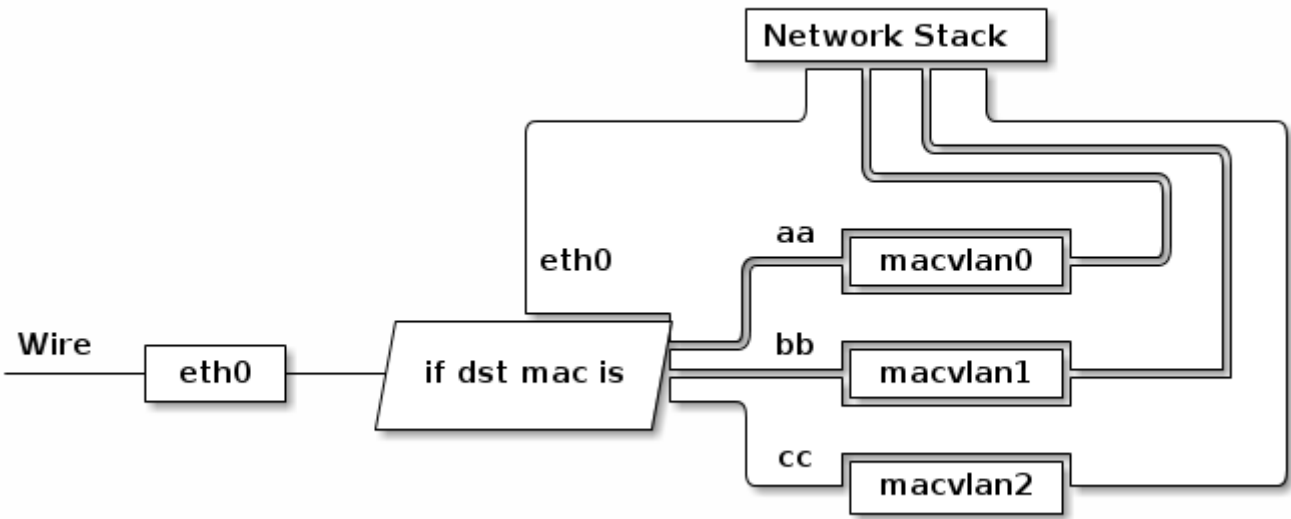 Network Stack
eth0
aa
macvlan0
Wire
eth0
if dst mac is
bb
macvlan1
cc
macvlan2